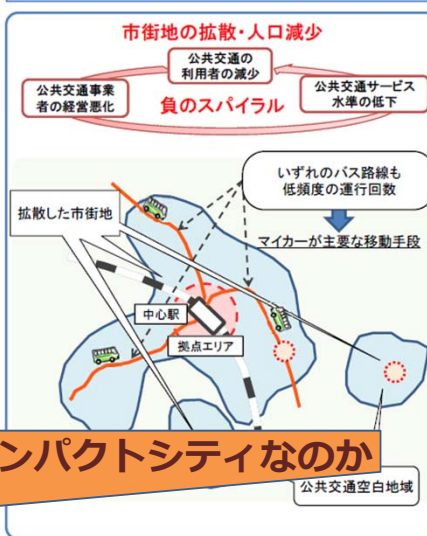 市街地の拡散・人口減少
公共交通の
利用者の減少
公共交通事業
者の経営悪化
負のスパイラル
公共交通サービス
水準の低下
いずれのバス路線も
低頻度の運行回数
マイカーが主要な移動手段
拡散した市街地
中心駅
拠点エリア
ンパクトシティなのか
公共交通空白地域